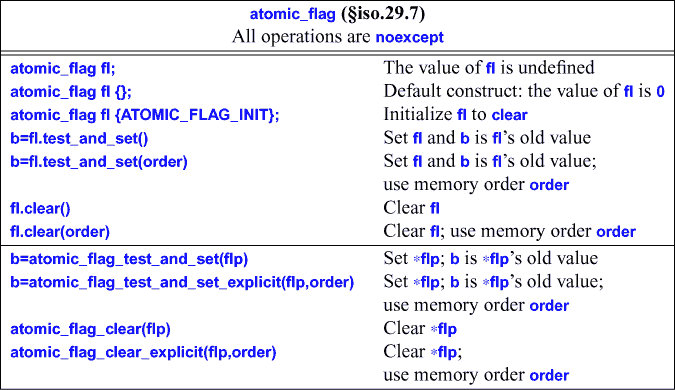 atomic_flag (§iso.29.7)
All operations are noexcept
atomic_flag fl; The value of fl is undefined
atomic_flag fl {}; Default construct: the value of fl is 0
atomic_flag fl {ATOMIC_FLAG_INIT}; Initialize fl to clear
b=fl.test_and_set() Set fl and b is fl’s old value
b=fl.test_and_set(order) Set fl and b is fl’s old value;
use memory order order
fl.clear() Clear fl
fl.clear(order) Clear fl; use memory order order
b=atomic_flag_test_and_set(flp) Set ∗flp; b is ∗flp’s old value
b=atomic_flag_test_and_set_explicit(flp,order) Set ∗flp; b is ∗flp’s old value;
use memory order order
atomic_flag_clear(flp) Clear ∗flp
atomic_flag_clear_explicit(flp,order) Clear ∗flp;
use memory order order